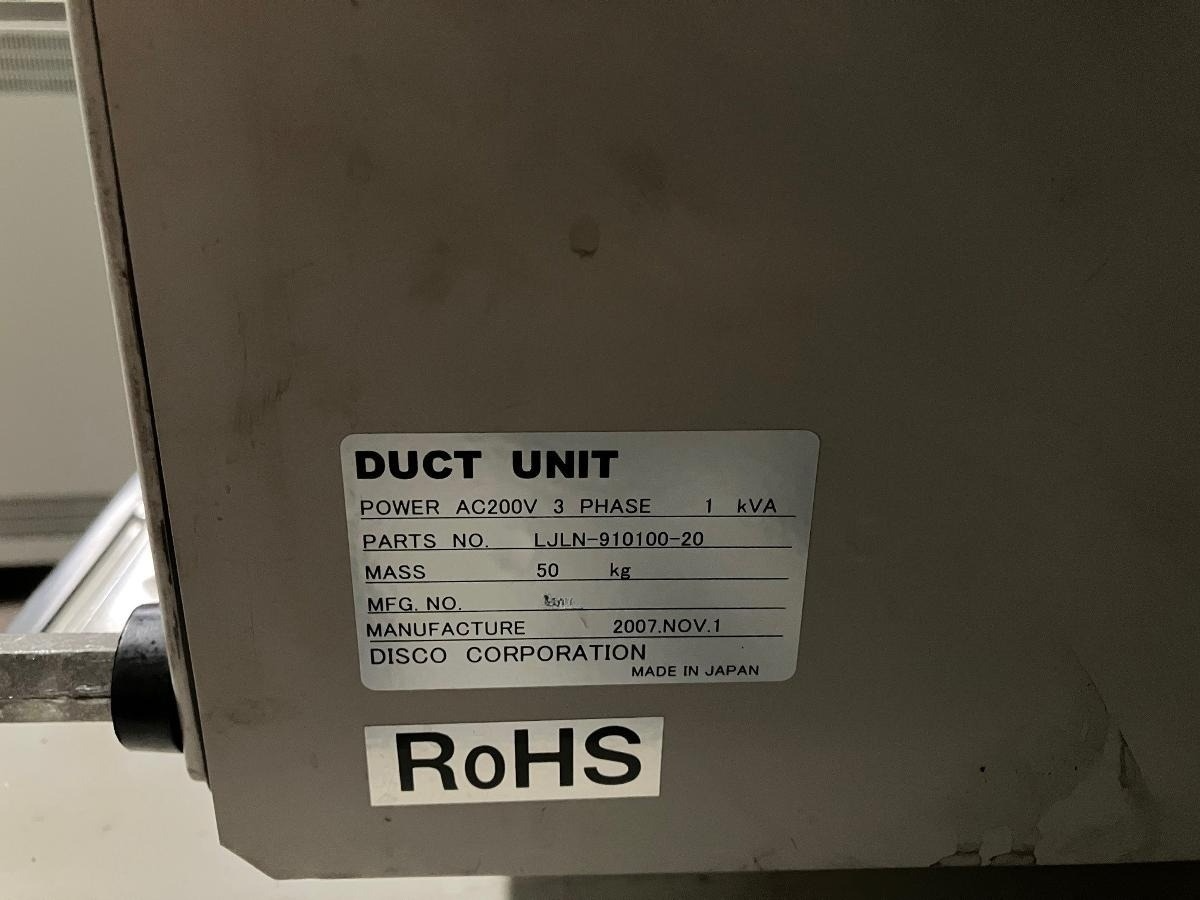 DUCT UNIT
POWER AC200V 3 PHASE 1 kVA
PARTS NO. LJLN-910100-20
MASS 50 kg
MFG. NO.
MANUFACTURE 2007.NOV.1
DISCO CORPORATION
MADE IN JAPAN
RoHS